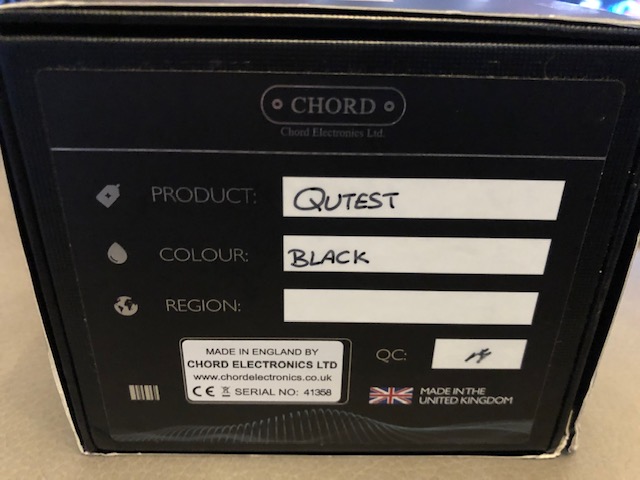 CHORD
Chord Electronics Ltd.
PRODUCT: QUTEST
COLOUR: BLACK
REGION:
MADE IN ENGLAND BY
CHORD ELECTRONICS LTD
www.chordelectronics.co.uk
CE SERIAL NO: 41358
QC:
MADE IN THE
UNITED KINGDOM